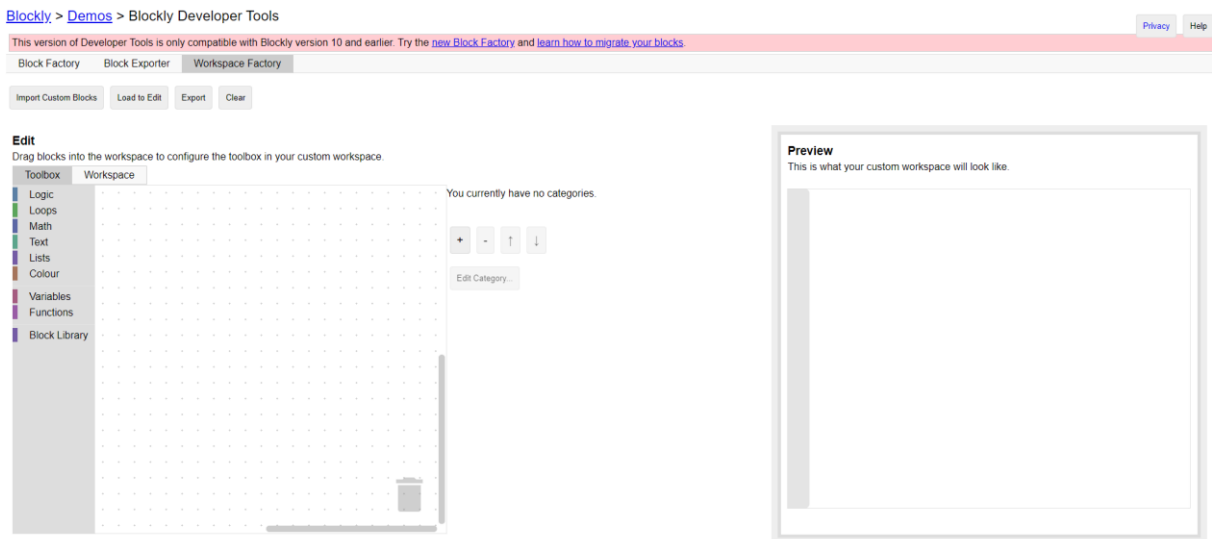 Blockly > Demos > Blockly Developer Tools
Privacy Help
This version of Developer Tools is only compatible with Blockly version 10 and earlier. Try the new Block Factory and learn how to migrate your blocks.
Block Factory Block Exporter Workspace Factory
Import Custom Blocks Load to Edit Export Clear
Edit
Drag blocks into the workspace to configure the toolbox in your custom workspace.
Toolbox Workspace
Logic
Loops
Math
Text
Lists
Colour
Variables
Functions
Block Library
You currently have no categories.
+ - ↑ ↓
Edit Category...
Preview
This is what your custom workspace will look like.